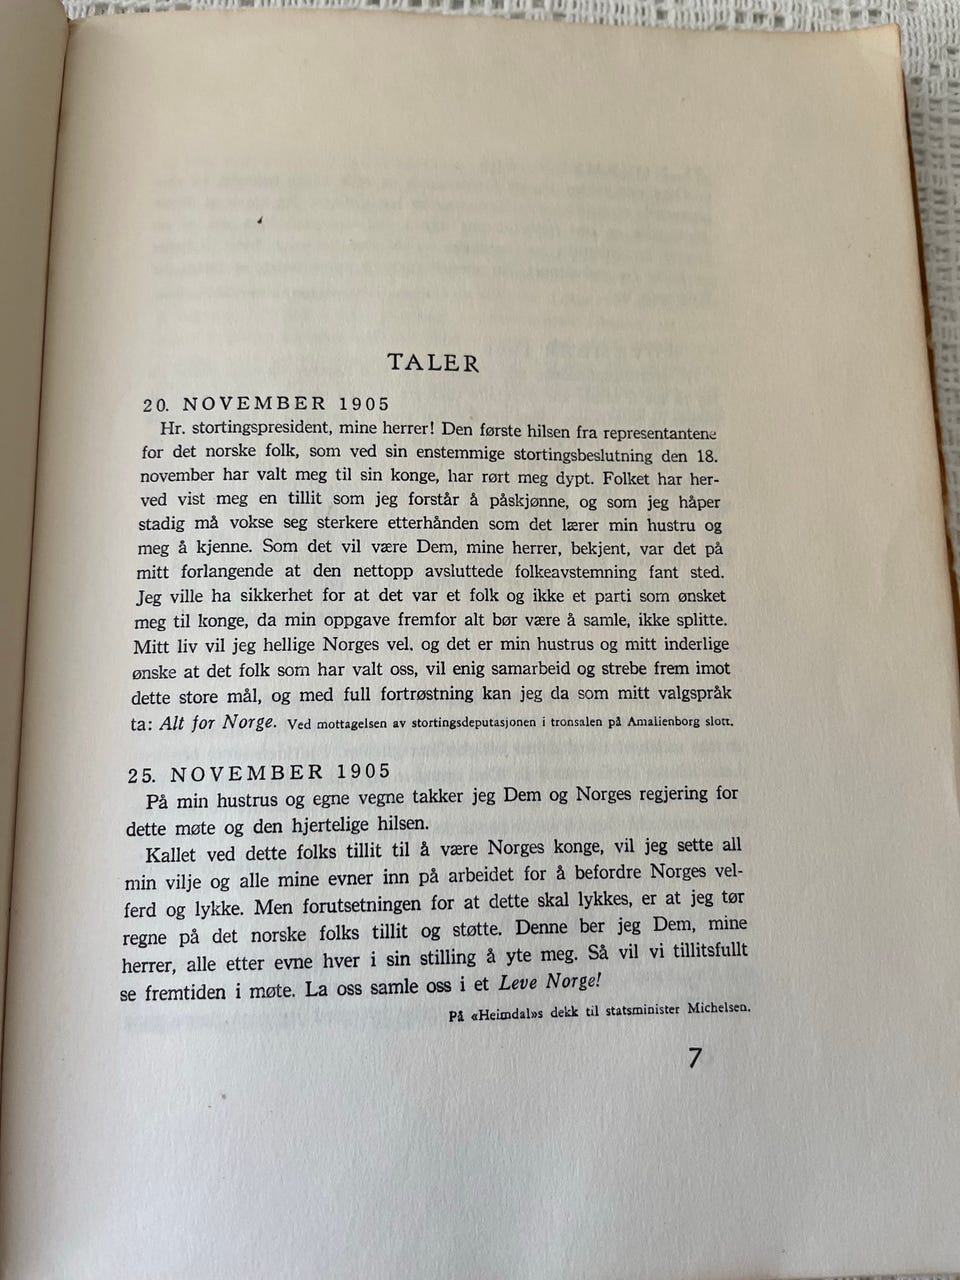 TALER
20. NOVEMBER 1905
Hr. stortingspresident, mine herrer! Den første hilsen fra representantene
for det norske folk, som ved sin enstemmige stortingsbeslutning den 18.
november har valt meg til sin konge, har rørt meg dypt. Folket har her-
ved vist meg en tillit som jeg forstår å påskjønne, og som jeg håper
stadig må vokse seg sterkere etterhånden som det lærer min hustru og
meg å kjenne. Som det vil være Dem, mine herrer, bekjent, var det på
mitt forlangende at den nettopp avsluttede folkeavstemning fant sted.
Jeg ville ha sikkerhet for at det var et folk og ikke et parti som ønsket
meg til konge, da min oppgave fremfor alt bør være å samle, ikke splitte.
Mitt liv vil jeg hellige Norges vel. og det er min hustrus og mitt inderlige
ønske at det folk som har valt oss, vil enig samarbeid og strebe frem imot
dette store mål, og med full fortrøstning kan jeg da som mitt valgspråk
ta: Alt for Norge. Ved mottagelsen av stortingsdeputasjonen i tronsalen på Amalienborg slott.
25. NOVEMBER 1905
På min hustrus og egne vegne takker jeg Dem og Norges regjering for
dette møte og den hjertelige hilsen.
Kallet ved dette folks tillit til å være Norges konge, vil jeg sette all
min vilje og alle mine evner inn på arbeidet for å befordre Norges vel-
ferd og lykke. Men forutsetningen for at dette skal lykkes, er at jeg tør
regne på det norske folks tillit og støtte. Denne ber jeg Dem, mine
herrer, alle etter evne hver i sin stilling å yte meg. Så vil vi tillitsfullt
se fremtiden i møte. La oss samle oss i et Leve Norge!
På «Heimdal»s dekk til statsminister Michelsen.
7